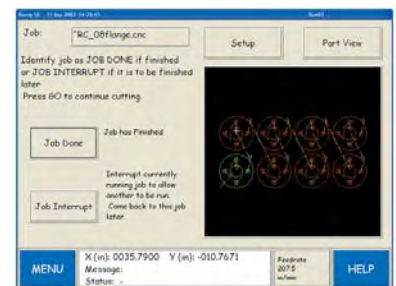 Job: "RC_08flange.cnc
Setup
Part View
Identify job as JOB DONE if finished
or JOB INTERRUPT if it is to be finished
later
Press GO to continue cutting.
Job Done
Job has Finished
Job Interrupt
Interrupt currently
running job to allow
another to be run.
Come back to this job
later.
MENU
X (in): 0035.7900 Y (in): -010.7671
Message:
Status: -
Feedrate
207.5
HELP